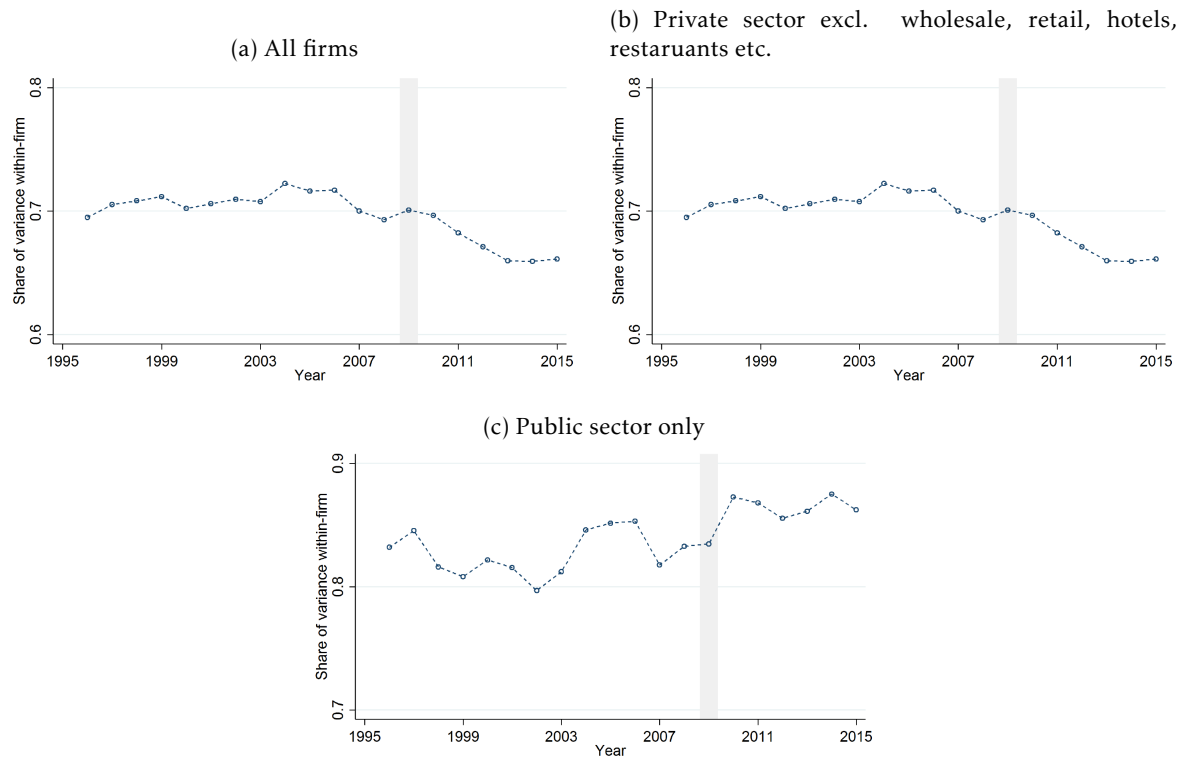 (a) All firms
(b) Private sector excl. wholesale, retail, hotels,
restaruants etc.
Share of variance within-firm
0.8
0.7
0.6
1995 1999 2003 2007 2011 2015
Year
Share of variance within-firm
0.8
0.7
0.6
1995 1999 2003 2007 2011 2015
Year
(c) Public sector only
Share of variance within-firm
0.9
0.8
0.7
1995 1999 2003 2007 2011 2015
Year